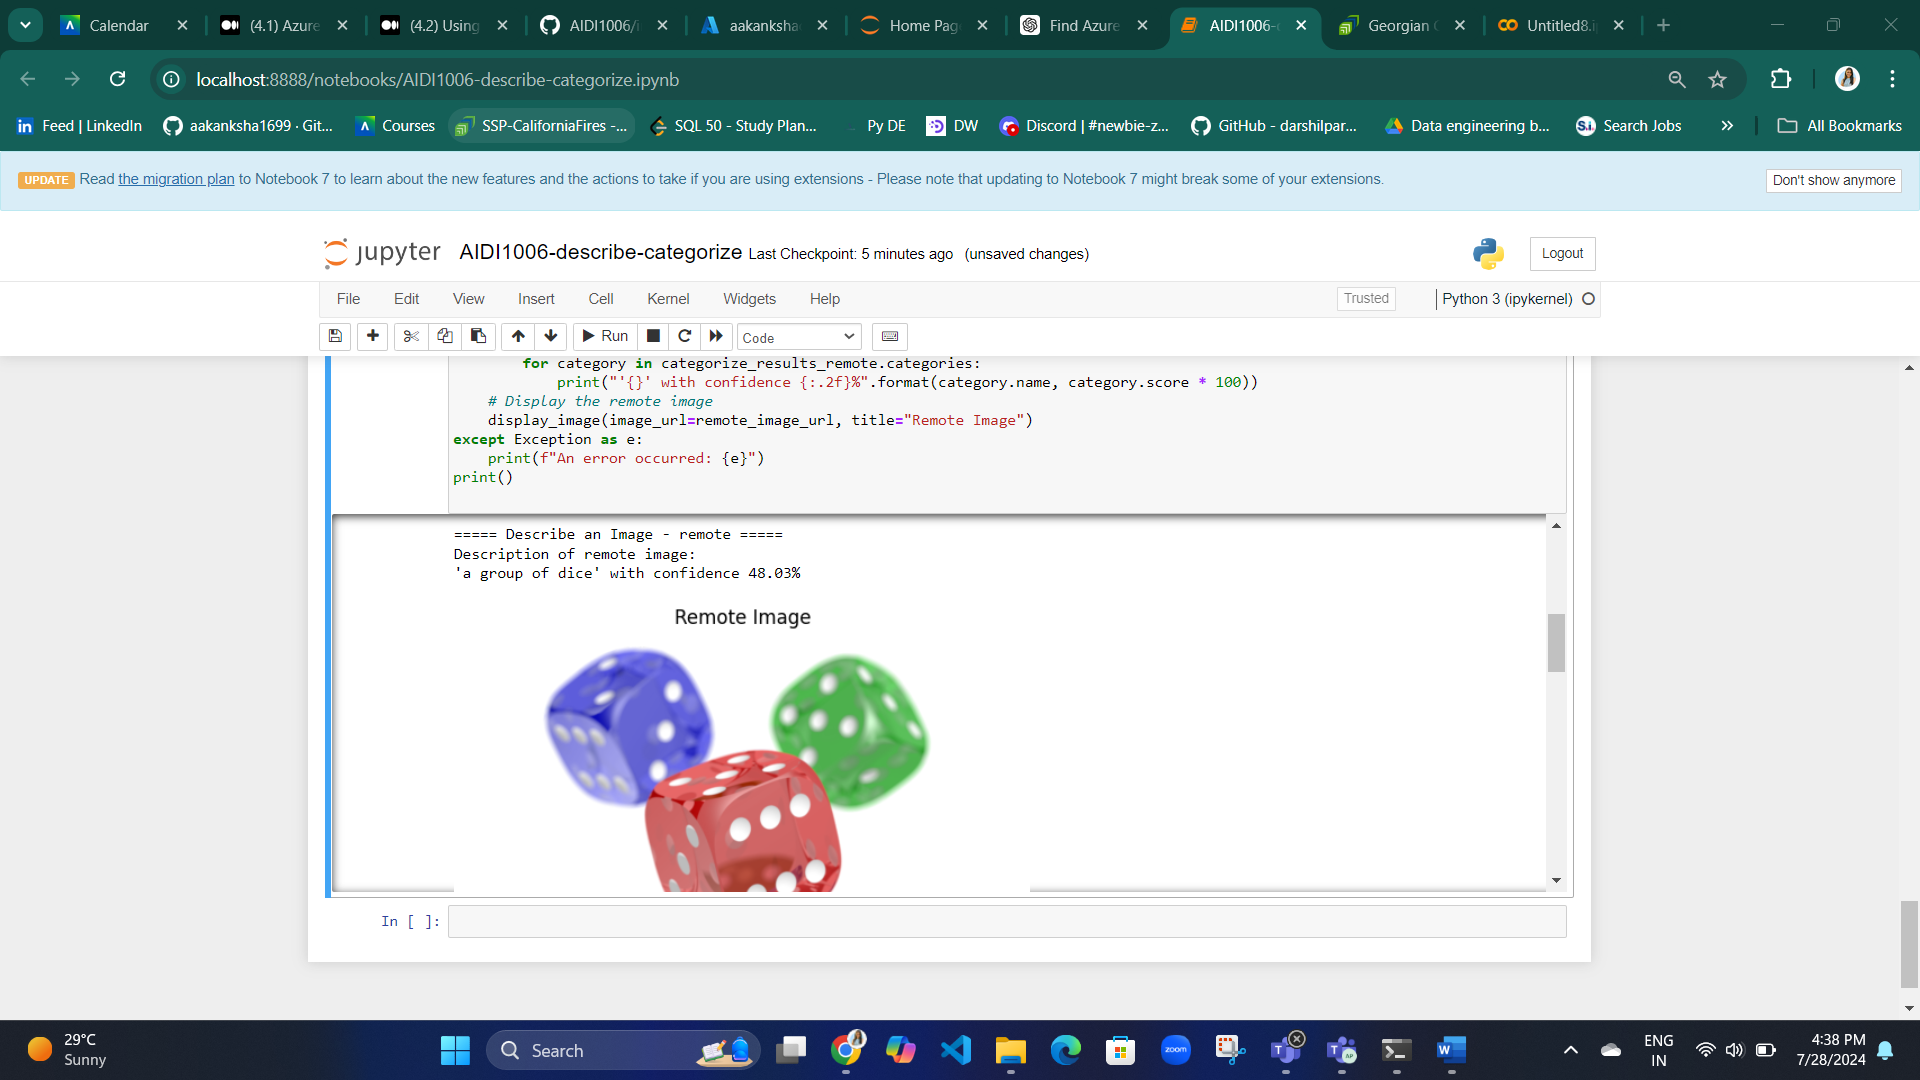 Calendar
(4.1) Azure
(4.2) Using
AIDI1006/i
aakanksha
Home Pag
Find Azure
AIDI1006-
Georgian
Untitled8.i
localhost:8888/notebooks/AIDI1006-describe-categorize.ipynb
Feed | LinkedIn
aakanksha1699 · Git...
Courses
SSP-CaliforniaFires -...
SQL 50 - Study Plan...
Py DE
DW
Discord | #newbie-z...
GitHub - darshilpar...
Data engineering b...
Search Jobs
All Bookmarks
UPDATE Read the migration plan to Notebook 7 to learn about the new features and the actions to take if you are using extensions - Please note that updating to Notebook 7 might break some of your extensions.
Don't show anymore
jupyter AIDI1006-describe-categorize Last Checkpoint: 5 minutes ago (unsaved changes)
Logout
File Edit View Insert Cell Kernel Widgets Help
Trusted
Python 3 (ipykernel)
Run
Code
for category in categorize_results_remote.categories:
print("'{}' with confidence {:.2f}%".format(category.name, category.score * 100))
# Display the remote image
display_image(image_url=remote_image_url, title="Remote Image")
except Exception as e:
print(f"An error occurred: {e}")
print()
===== Describe an Image - remote =====
Description of remote image:
'a group of dice' with confidence 48.03%
Remote Image
In [ ]:
29°C
Sunny
Search
zoom
ENG
IN
4:38 PM
7/28/2024